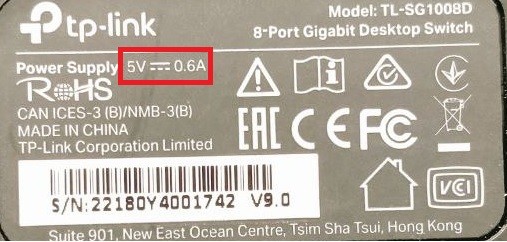 tp-link
Model: TL-SG1008D
8-Port Gigabit Desktop Switch
Power Supply 5V ⎓ 0.6A
RoHS
CAN ICES-3 (B)/NMB-3(B)
MADE IN CHINA
TP-Link Corporation Limited
EAC CE FC
VCCI
S/N:22180Y4001742 V9.0
Suite 901, New East Ocean Centre, Tsim Sha Tsui, Hong Kong